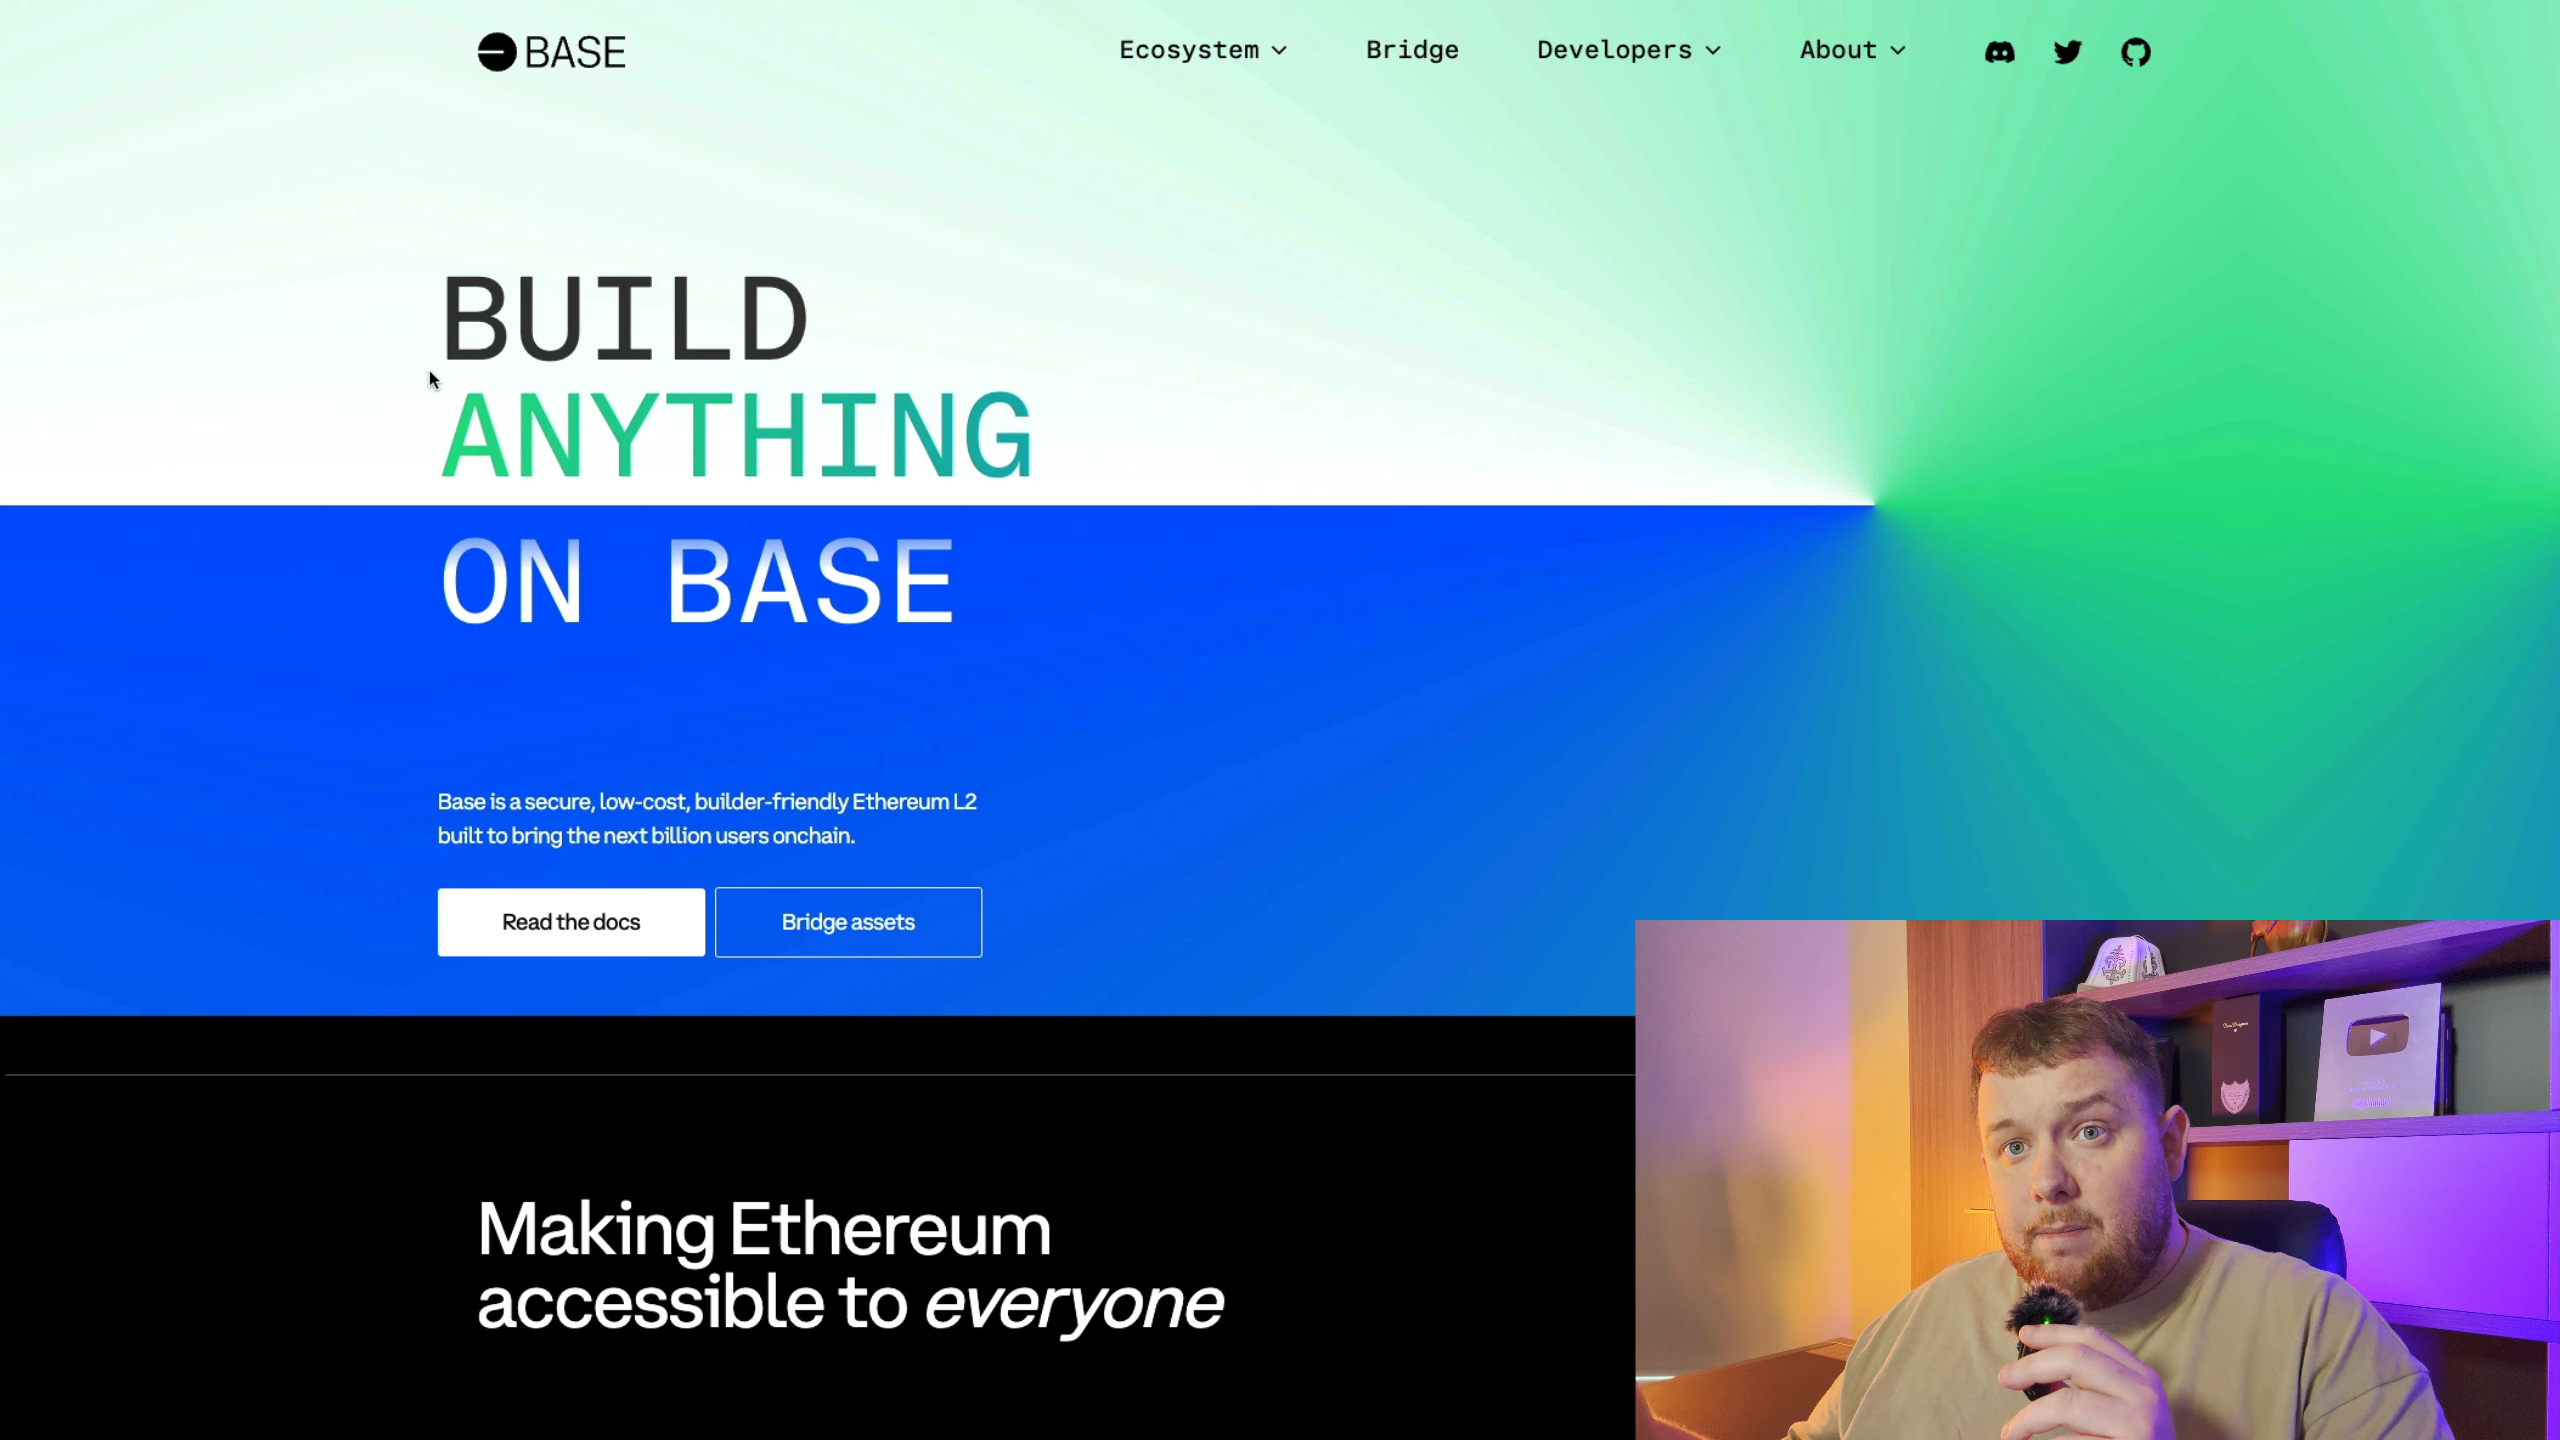 BASE
Ecosystem
Bridge
Developers
About
BUILD
ANYTHING
ON BASE
Base is a secure, low-cost, builder-friendly Ethereum L2
built to bring the next billion users onchain.
Read the docs
Bridge assets
Making Ethereum
accessible to everyone